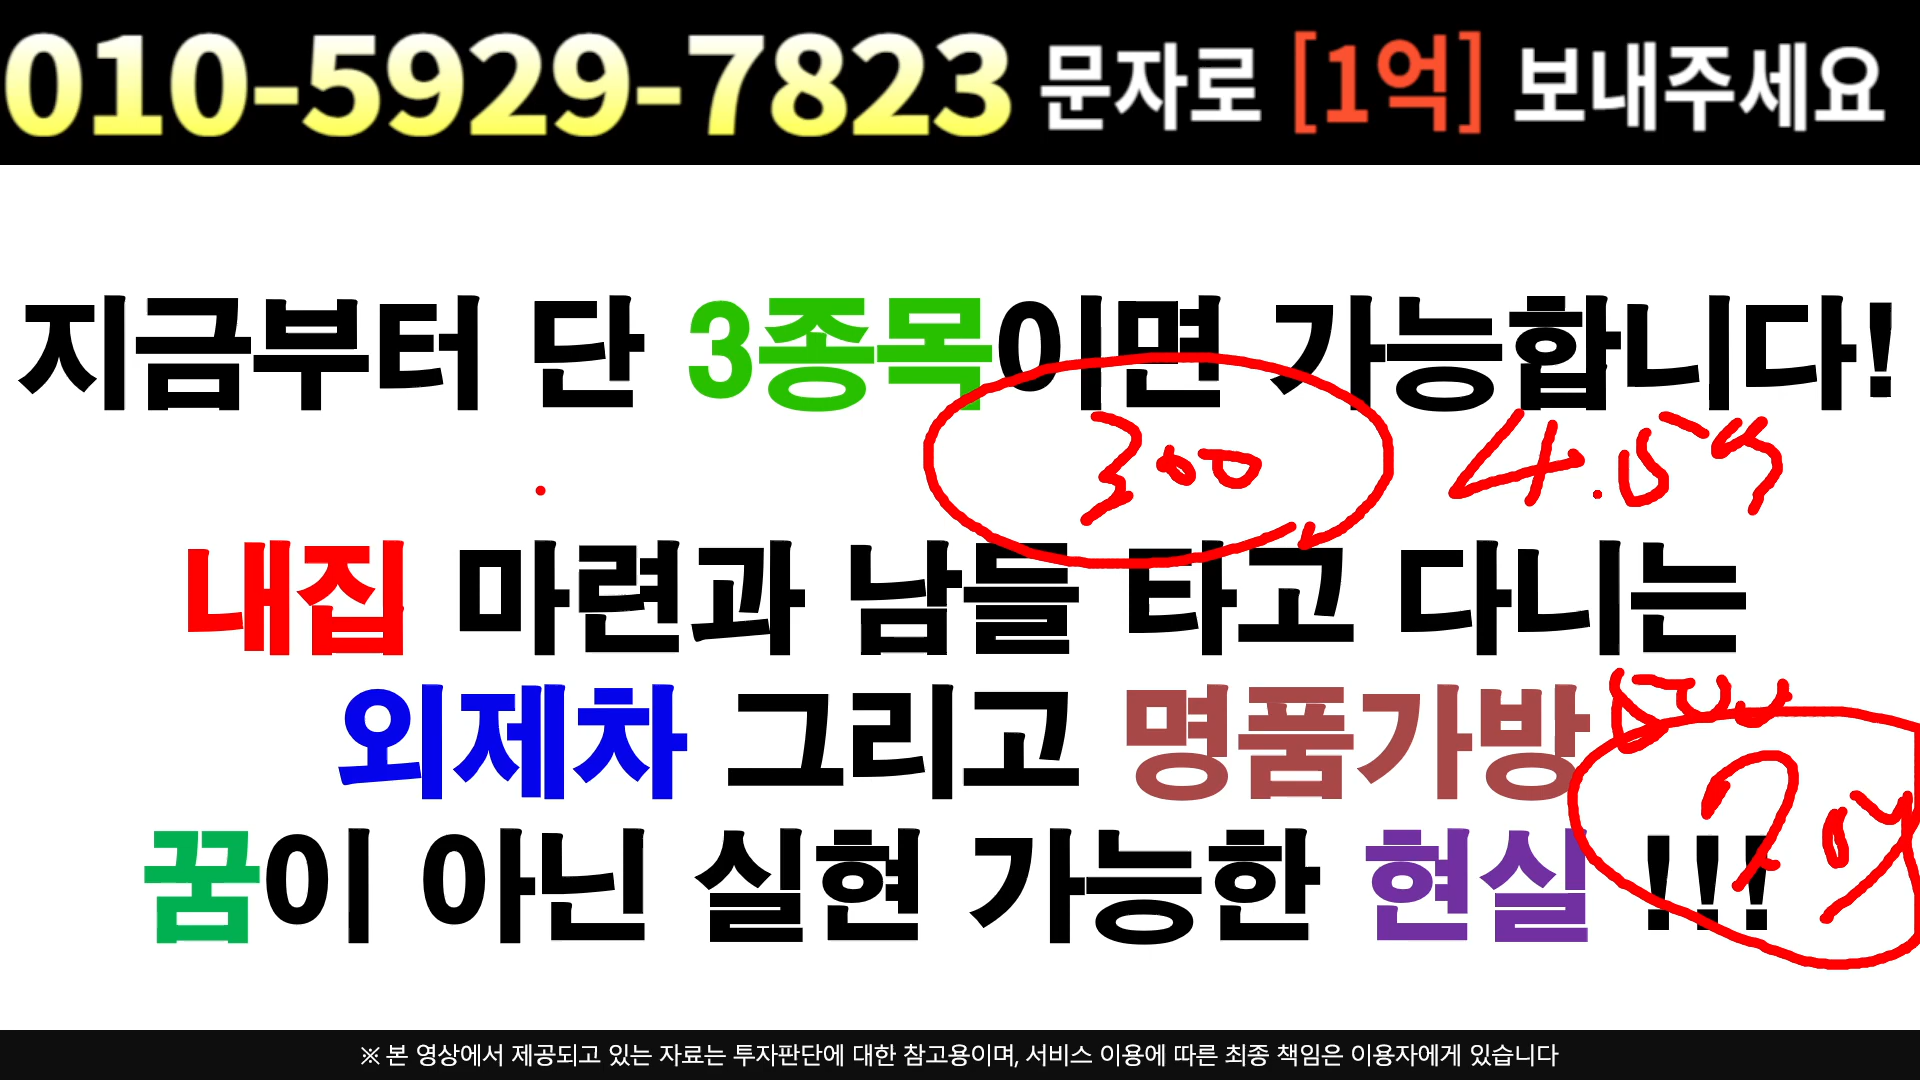 010-5929-7823 문자로 [1억] 보내주세요
지금부터 단 3종목이면 가능합니다!
300
내집 마련과 남들 타고 다니는
외제차 그리고 명품가방
꿈이 아닌 실현 가능한 현실 !!!
※ 본 영상에서 제공되고 있는 자료는 투자판단에 대한 참고용이며, 서비스 이용에 따른 최종 책임은 이용자에게 있습니다